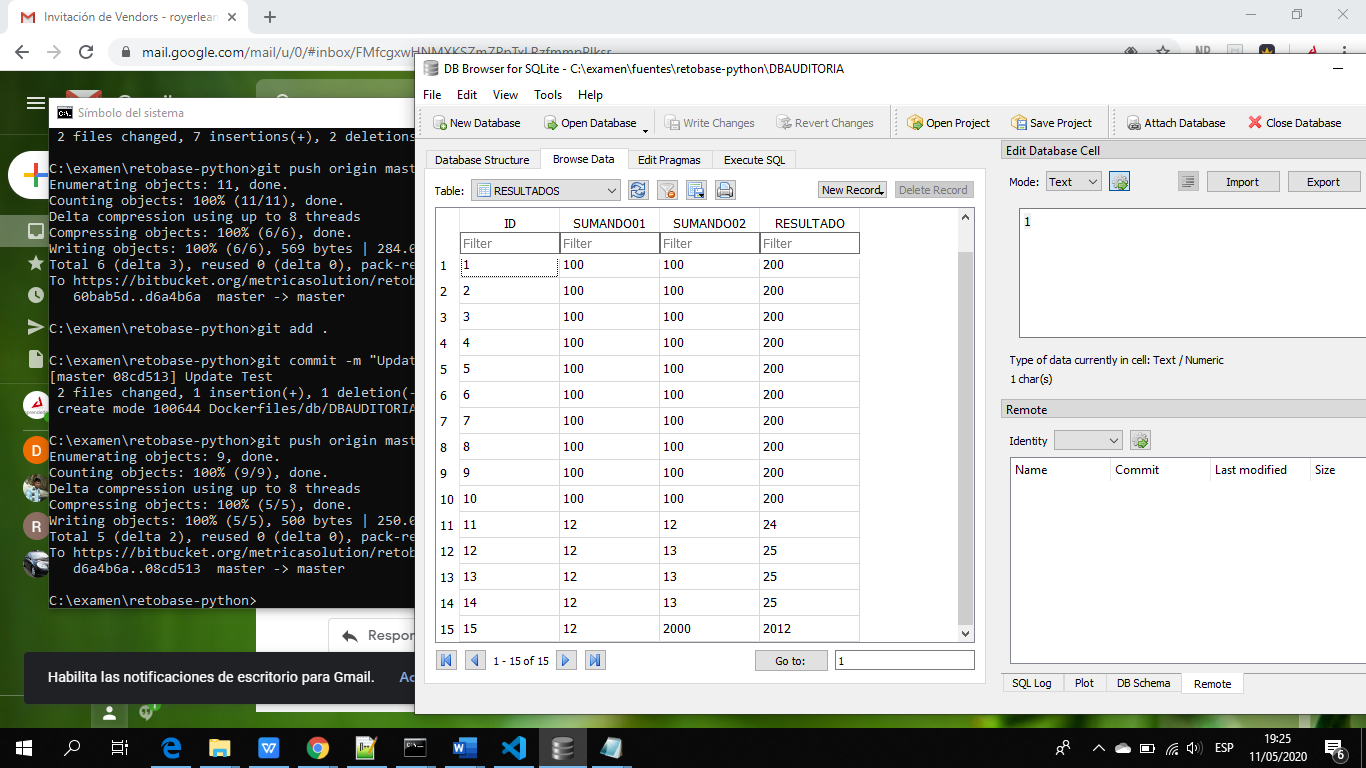 Invitación de Vendors - royerlean
mail.google.com/mail/u/0/#inbox/
Símbolo del sistema
2 files changed, 7 insertions(+), 2 deletions
C:\examen\retobase-python>git push origin mast
Enumerating objects: 11, done.
Counting objects: 100% (11/11), done.
Delta compression using up to 8 threads
Compressing objects: 100% (6/6), done.
Writing objects: 100% (6/6), 569 bytes | 284.0
Total 6 (delta 3), reused 0 (delta 0), pack-re
To https://bitbucket.org/metricasolution/retob
60bab5d..d6a4b6a master -> master
C:\examen\retobase-python>git add .
C:\examen\retobase-python>git commit -m "Updat
[master 08cd513] Update Test
2 files changed, 1 insertion(+), 1 deletion(-
create mode 100644 Dockerfiles/db/DBAUDITORIA
C:\examen\retobase-python>git push origin mast
Enumerating objects: 9, done.
Counting objects: 100% (9/9), done.
Delta compression using up to 8 threads
Compressing objects: 100% (5/5), done.
Writing objects: 100% (5/5), 500 bytes | 250.0
Total 5 (delta 2), reused 0 (delta 0), pack-re
To https://bitbucket.org/metricasolution/retob
d6a4b6a..08cd513 master -> master
C:\examen\retobase-python>
D
R
Respon
Habilita las notificaciones de escritorio para Gmail.
DB Browser for SQLite - C:\examen\fuentes\retobase-python\DBAUDITORIA
File Edit View Tools Help
New Database Open Database Write Changes Revert Changes Open Project Save Project Attach Database Close Database
Database Structure Browse Data Edit Pragmas Execute SQL
Table: RESULTADOS New Record Delete Record
ID SUMANDO01 SUMANDO02 RESULTADO
Filter Filter Filter Filter
1 1 100 100 200
2 2 100 100 200
3 3 100 100 200
4 4 100 100 200
5 5 100 100 200
6 6 100 100 200
7 7 100 100 200
8 8 100 100 200
9 9 100 100 200
10 10 100 100 200
11 11 12 12 24
12 12 12 13 25
13 13 12 13 25
14 14 12 13 25
15 15 12 2000 2012
1 - 15 of 15 Go to: 1
Edit Database Cell
Mode: Text Import Export
1
Type of data currently in cell: Text / Numeric
1 char(s)
Remote
Identity
Name Commit Last modified Size
SQL Log Plot DB Schema Remote
ESP
19:25
11/05/2020
6